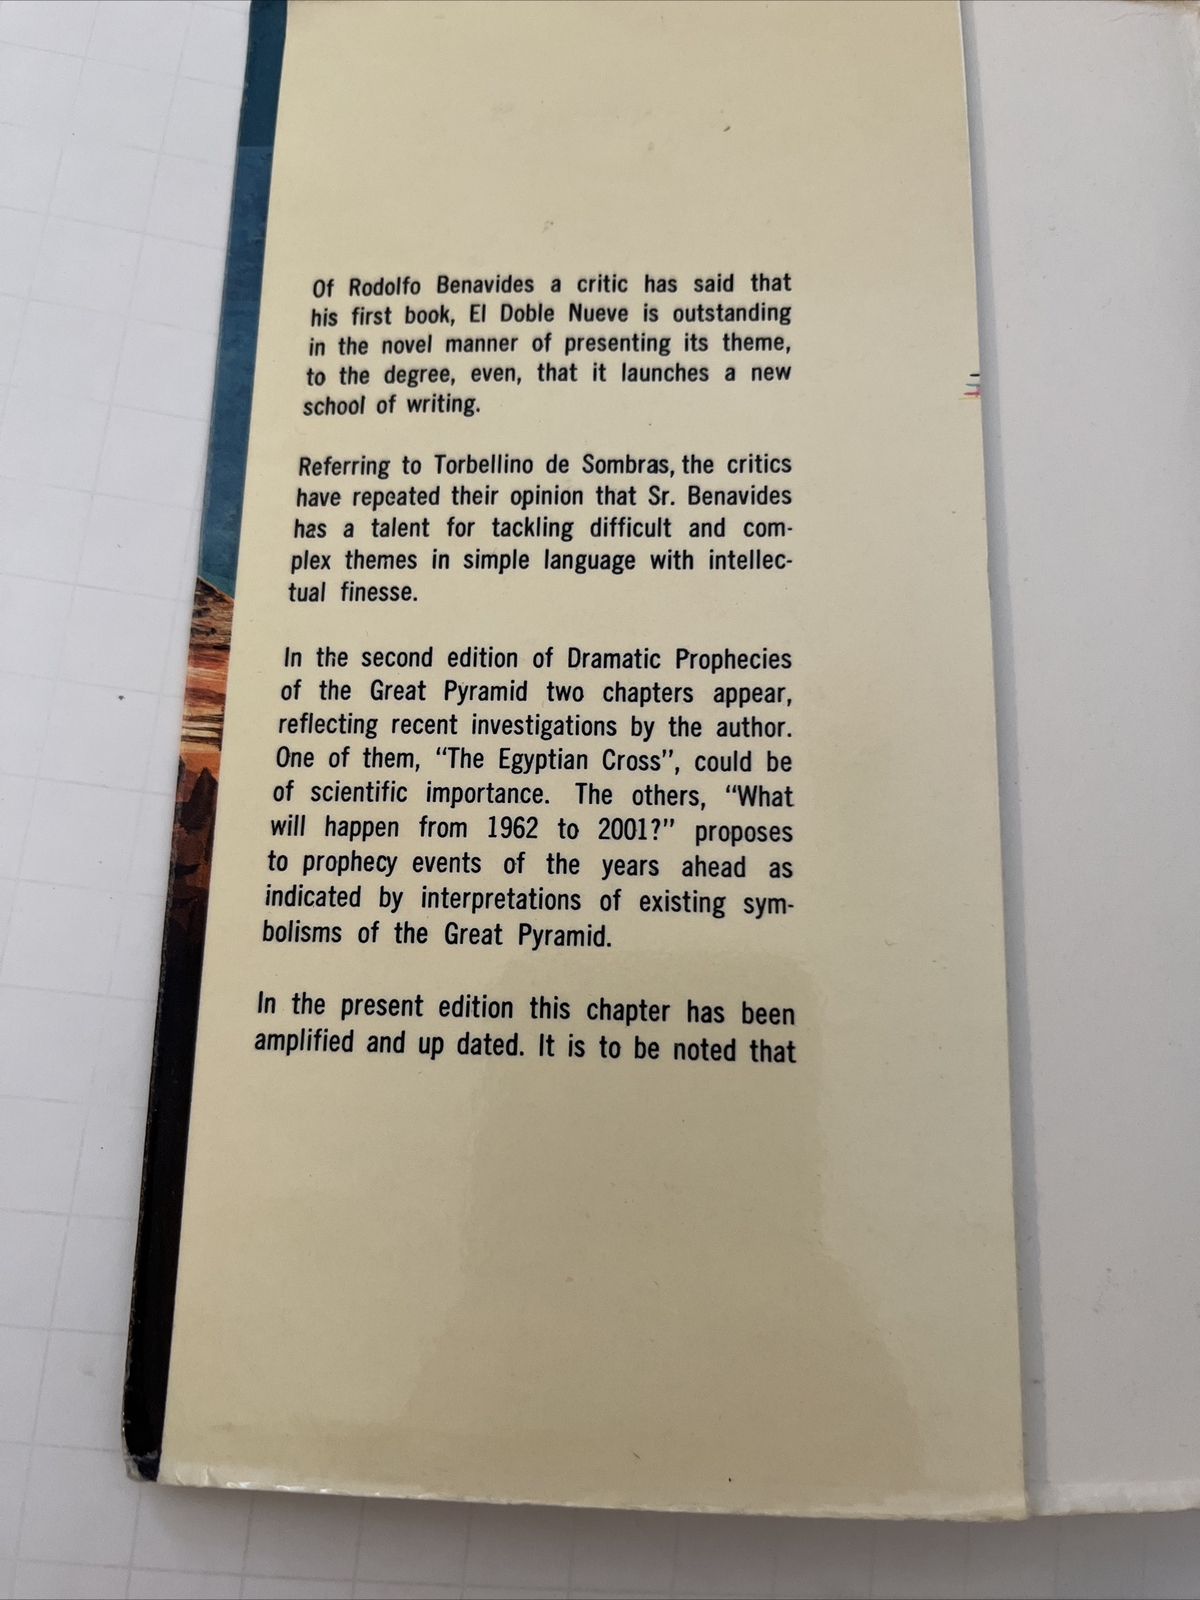 Of Rodolfo Benavides a critic has said that
his first book, El Doble Nueve is outstanding
in the novel manner of presenting its theme,
to the degree, even, that it launches a new
school of writing.
Referring to Torbellino de Sombras, the critics
have repeated their opinion that Sr. Benavides
has a talent for tackling difficult and com-
plex themes in simple language with intellec-
tual finesse.
In the second edition of Dramatic Prophecies
of the Great Pyramid two chapters appear,
reflecting recent investigations by the author.
One of them, “The Egyptian Cross”, could be
of scientific importance. The others, “What
will happen from 1962 to 2001?” proposes
to prophecy events of the years ahead as
indicated by interpretations of existing sym-
bolisms of the Great Pyramid.
In the present edition this chapter has been
amplified and up dated. It is to be noted that